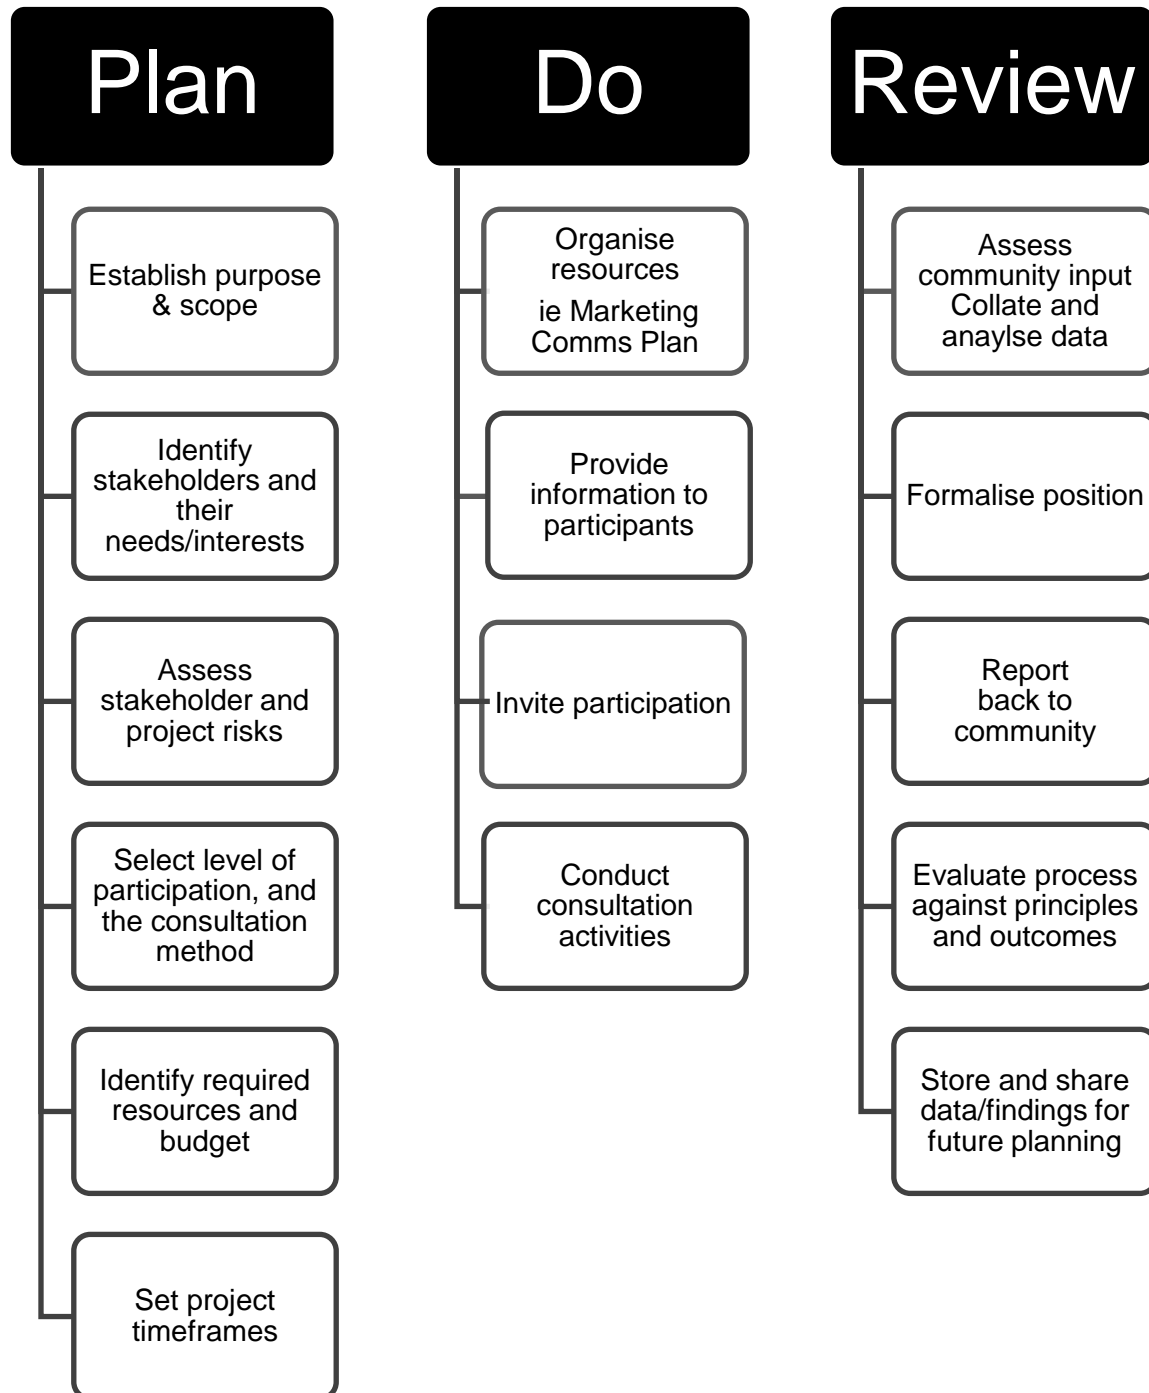 Plan
Establish purpose
& scope
Identify
stakeholders and
their
needs/interests
Assess
stakeholder and
project risks
Select level of
participation, and
the consultation
method
Identify required
resources and
budget
Set project
timeframes
Do
Organise
resources
ie Marketing
Comms Plan
Provide
information to
participants
Invite participation
Conduct
consultation
activities
Review
Assess
community input
Collate and
anaylse data
Formalise position
Report
back to
community
Evaluate process
against principles
and outcomes
Store and share
data/findings for
future planning